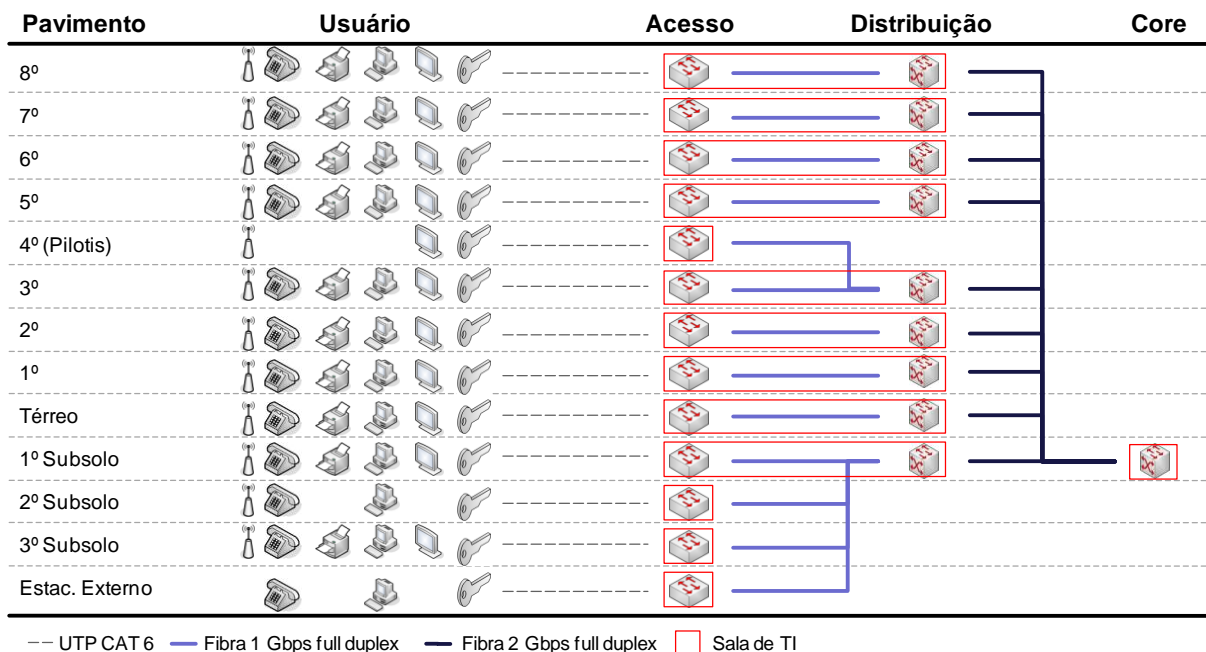 Pavimento Usuário Acesso Distribuição Core
8º
7º
6º
5º
4º (Pilotis)
3º
2º
1º
Térreo
1º Subsolo
2º Subsolo
3º Subsolo
Estac. Externo
UTP CAT 6 Fibra 1 Gbps full duplex Fibra 2 Gbps full duplex Sala de TI